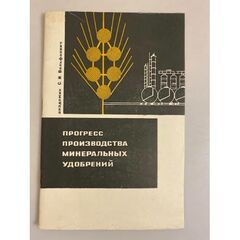 академик С.И.Вольфкович
ПРОГРЕСС
ПРОИЗВОДСТВА
МИНЕРАЛЬНЫХ
УДОБРЕНИЙ